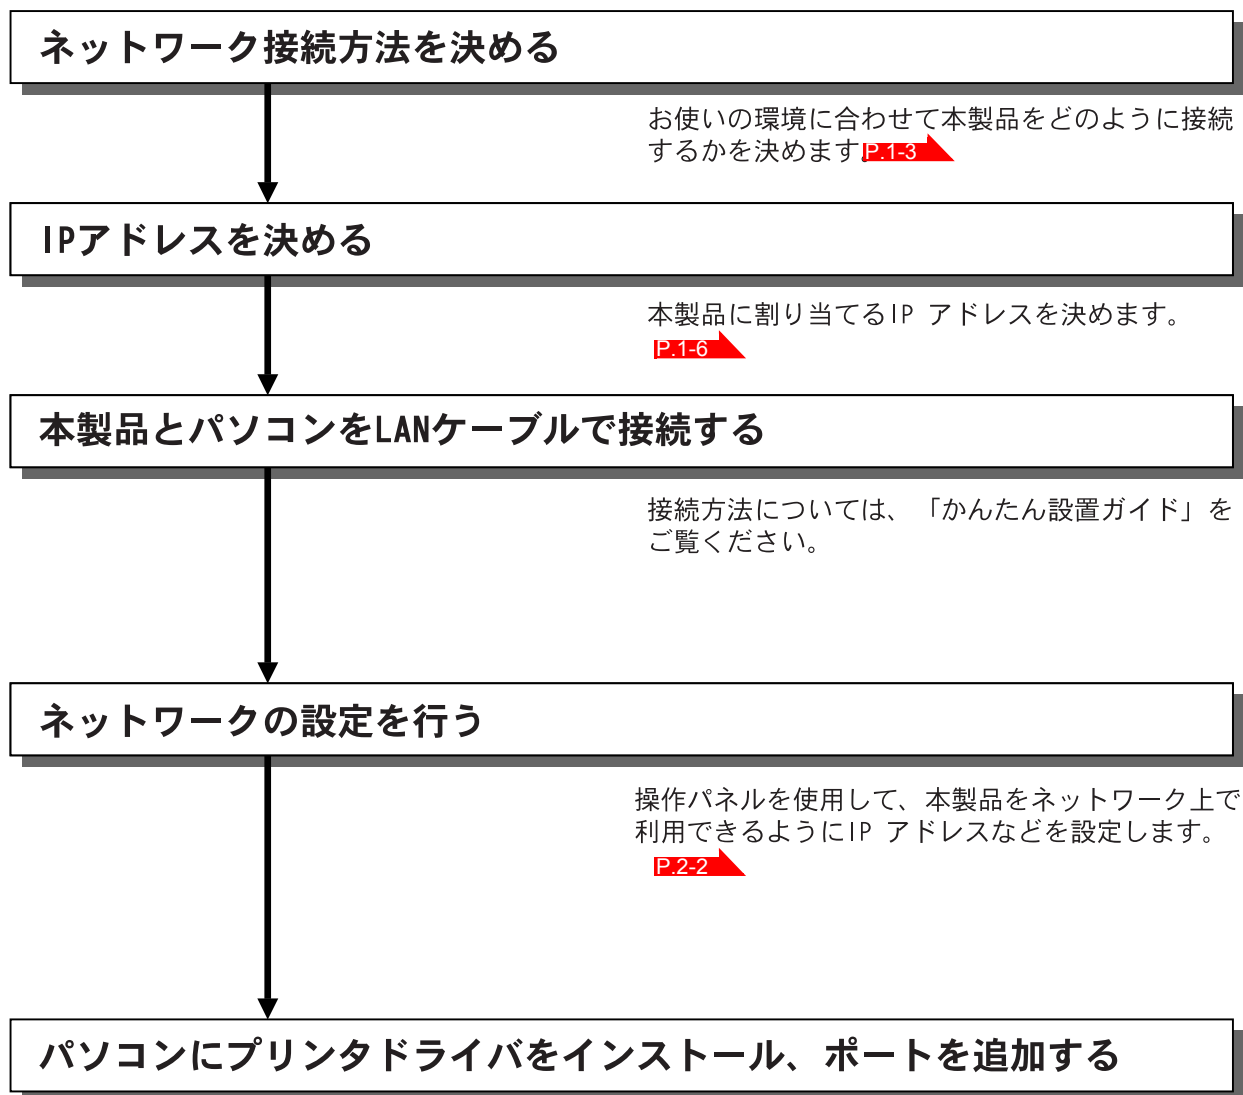 ネットワーク接続方法を決める
お使いの環境に合わせて本製品をどのように接続
するかを決めます。P.1-3
IPアドレスを決める
本製品に割り当てるIP アドレスを決めます。
P.1-6
本製品とパソコンをLANケーブルで接続する
接続方法については、「かんたん設置ガイド」を
ご覧ください。
ネットワークの設定を行う
操作パネルを使用して、本製品をネットワーク上で
利用できるようにIP アドレスなどを設定します。
P.2-2
パソコンにプリンタドライバをインストール、ポートを追加する